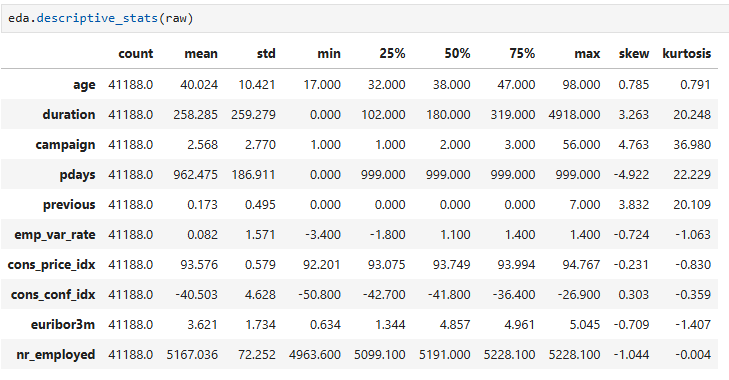 eda.descriptive_stats(raw)
count mean std min 25% 50% 75% max skew kurtosis
age 41188.0 40.024 10.421 17.000 32.000 38.000 47.000 98.000 0.785 0.791
duration 41188.0 258.285 259.279 0.000 102.000 180.000 319.000 4918.000 3.263 20.248
campaign 41188.0 2.568 2.770 1.000 1.000 2.000 3.000 56.000 4.763 36.980
pdays 41188.0 962.475 186.911 0.000 999.000 999.000 999.000 999.000 -4.922 22.229
previous 41188.0 0.173 0.495 0.000 0.000 0.000 0.000 7.000 3.832 20.109
emp_var_rate 41188.0 0.082 1.571 -3.400 -1.800 1.100 1.400 1.400 -0.724 -1.063
cons_price_idx 41188.0 93.576 0.579 92.201 93.075 93.749 93.994 94.767 -0.231 -0.830
cons_conf_idx 41188.0 -40.503 4.628 -50.800 -42.700 -41.800 -36.400 -26.900 0.303 -0.359
euribor3m 41188.0 3.621 1.734 0.634 1.344 4.857 4.961 5.045 -0.709 -1.407
nr_employed 41188.0 5167.036 72.252 4963.600 5099.100 5191.000 5228.100 5228.100 -1.044 -0.004